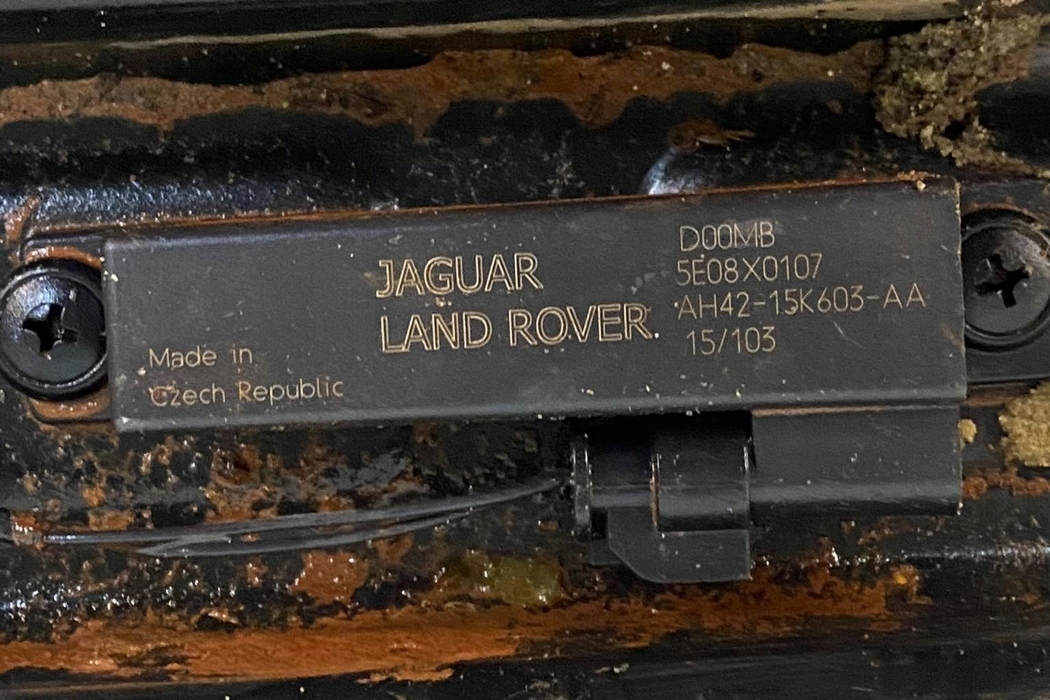 JAGUAR
LAND ROVER.
D00MB
5E08X0107
AH42-15K603-AA
15/103
Made in
Czech Republic